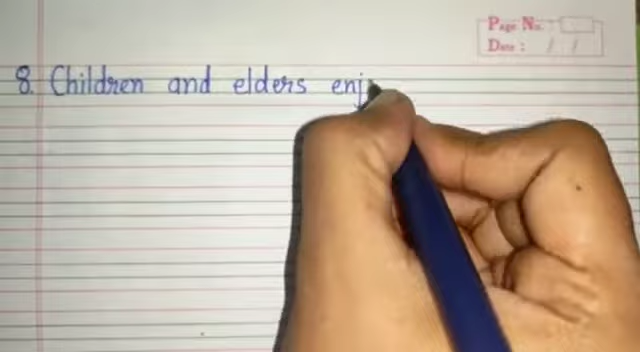 Page No. :
Date : / /
8. Children and elders enj